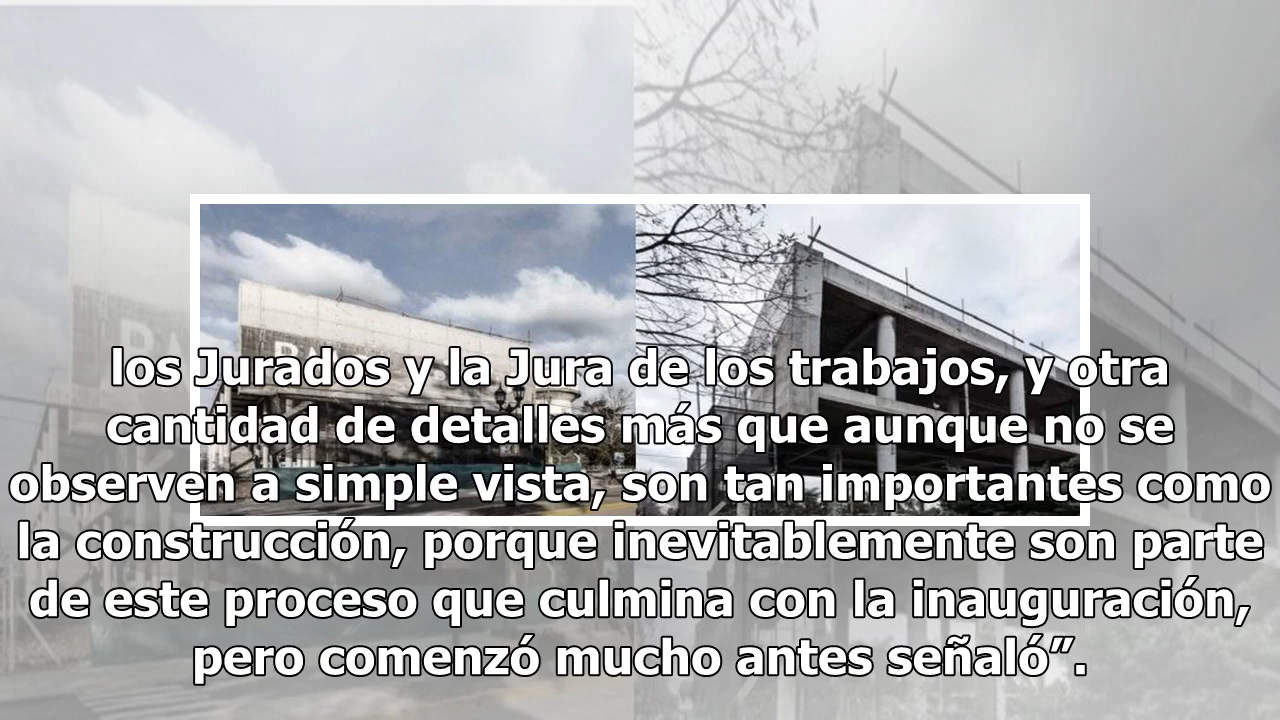 los Jurados y la Jura de los trabajos, y otra
cantidad de detalles más que aunque no se
observen a simple vista, son tan importantes como
la construcción, porque inevitablemente son parte
de este proceso que culmina con la inauguración,
pero comenzó mucho antes señaló”.